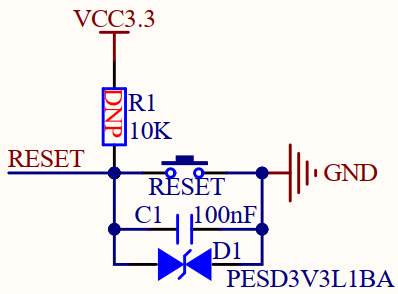 VCC3.3
DNP
R1
10K
RESET
RESET
GND
C1
100nF
D1
PESD3V3L1BA